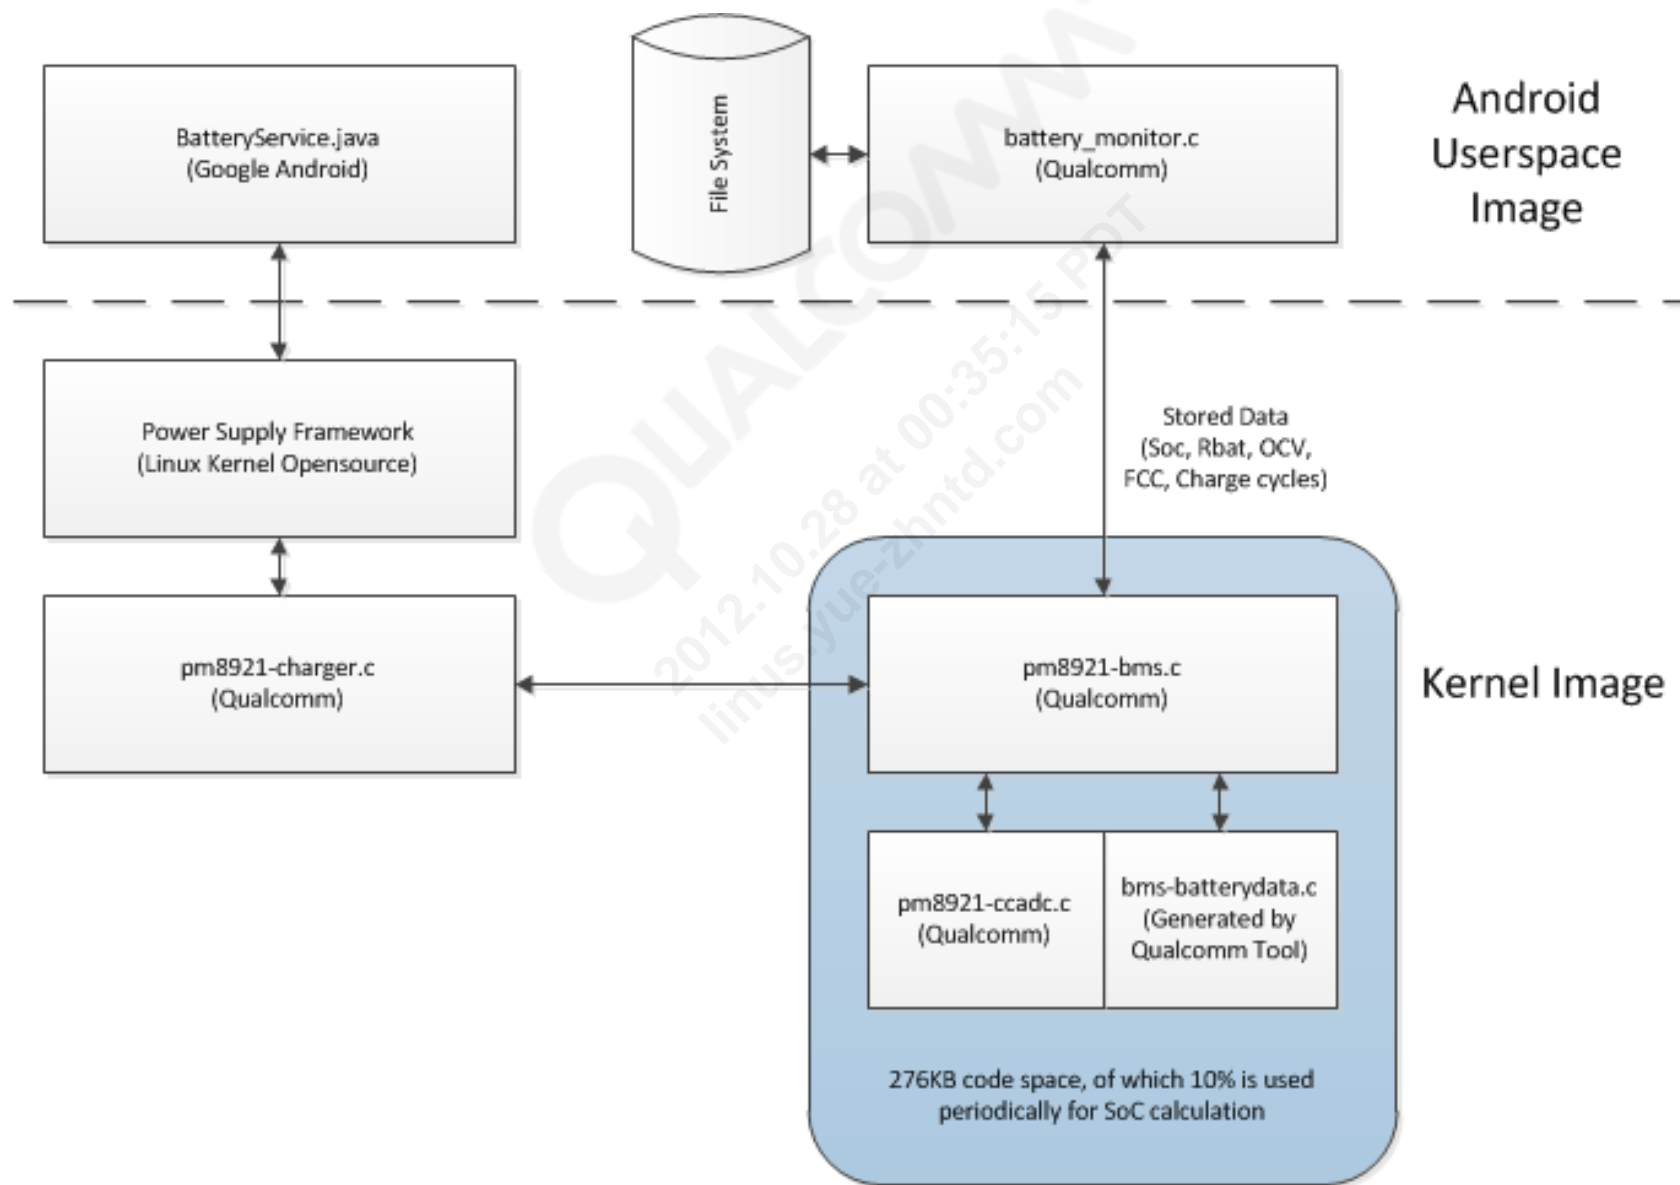 BatteryService.java
(Google Android)
File System
battery_monitor.c
(Qualcomm)
Android
Userspace
Image
Power Supply Framework
(Linux Kernel Opensource)
Stored Data
(Soc, Rbat, OCV,
FCC, Charge cycles)
pm8921-charger.c
(Qualcomm)
pm8921-bms.c
(Qualcomm)
Kernel Image
pm8921-ccadc.c
(Qualcomm)
bms-batterydata.c
(Generated by
Qualcomm Tool)
276KB code space, of which 10% is used
periodically for SoC calculation
QUALCOMM
2012.10.28 at 00:35:15 PDT
linus.yue-zhntd.com